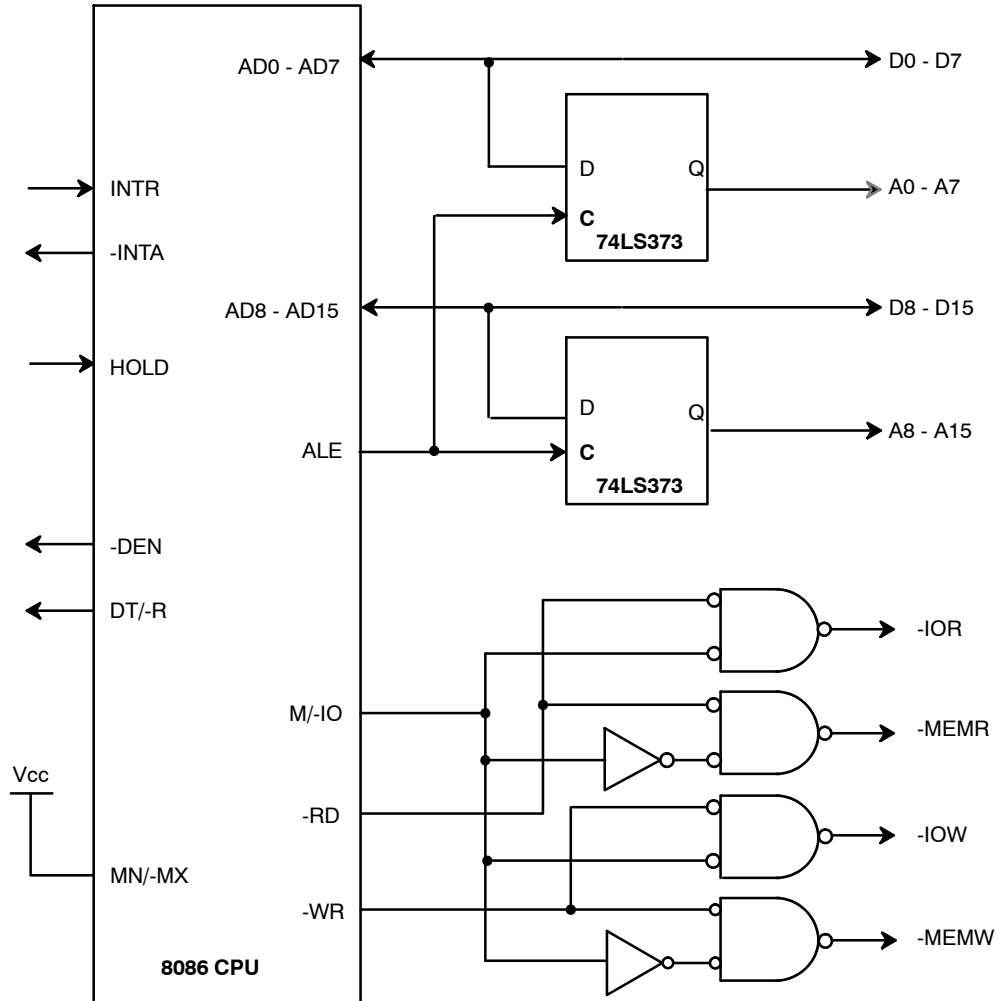 AD0 - AD7
D0 - D7
D
Q
INTR
A0 - A7
C
74LS373
-INTA
AD8 - AD15
D8 - D15
HOLD
D
Q
A8 - A15
ALE
C
74LS373
-DEN
DT/-R
-IOR
M/-IO
-MEMR
Vcc
-RD
-IOW
MN/-MX
-WR
-MEMW
8086 CPU